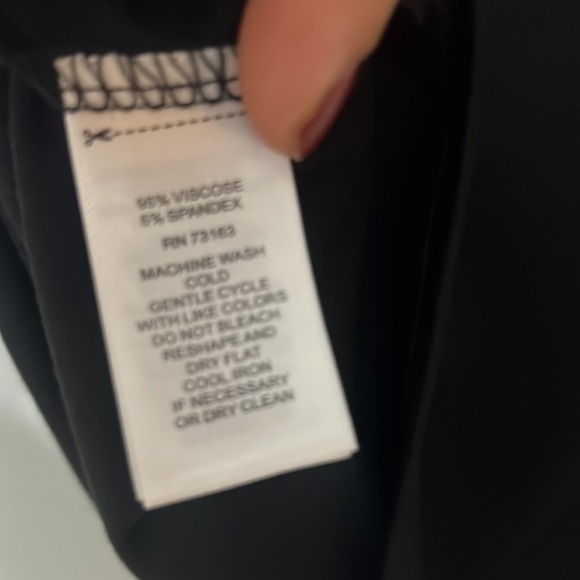 95% VISCOSE
5% SPANDEX
RN 73163
MACHINE WASH
COLD
GENTLE CYCLE
WITH LIKE COLORS
DO NOT BLEACH
RESHAPE AND
DRY FLAT
COOL IRON
IF NECESSARY
OR DRY CLEAN